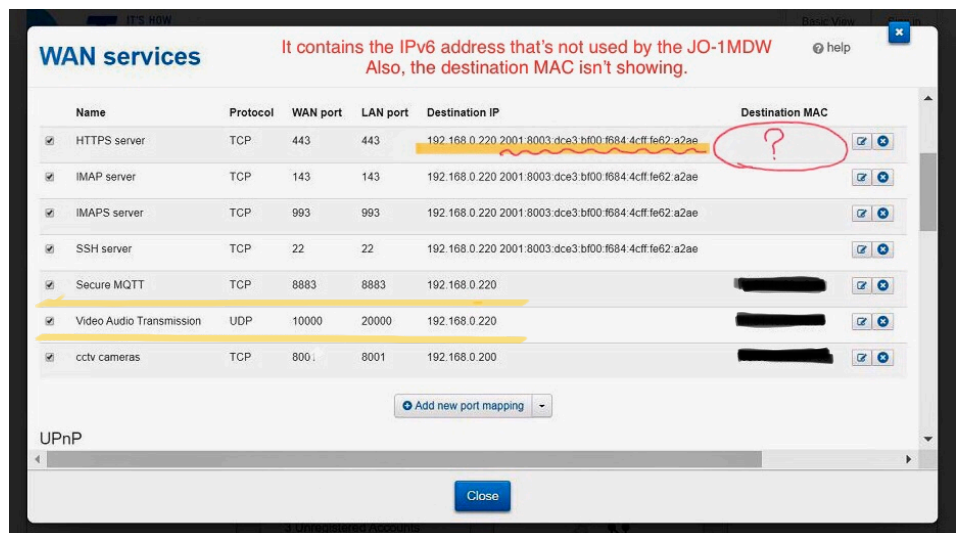 IT'S HOW
Basic View
WAN services
It contains the IPv6 address that's not used by the JO-1MDW
Also, the destination MAC isn't showing.
help
Name Protocol WAN port LAN port Destination IP Destination MAC
HTTPS server TCP 443 443 192.168.0.220 2001:8003:dce3:bf00:f684:4cff:fe62:a2ae ?
IMAP server TCP 143 143 192.168.0.220 2001:8003:dce3:bf00:f684:4cff:fe62:a2ae
IMAPS server TCP 993 993 192.168.0.220 2001:8003:dce3:bf00:f684:4cff:fe62:a2ae
SSH server TCP 22 22 192.168.0.220 2001:8003:dce3:bf00:f684:4cff:fe62:a2ae
Secure MQTT TCP 8883 8883 192.168.0.220
Video Audio Transmission UDP 10000 20000 192.168.0.220
cctv cameras TCP 8001 8001 192.168.0.200
Add new port mapping
UPnP
Close
3 Unregistered Accounts